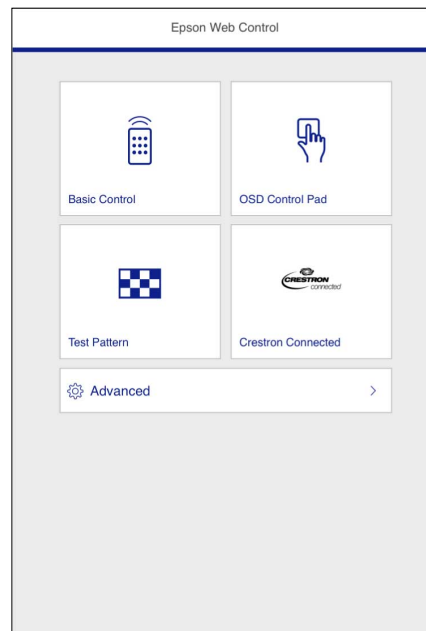 Epson Web Control
Basic Control
OSD Control Pad
Test Pattern
CRESTRON
connected
Crestron Connected
Advanced